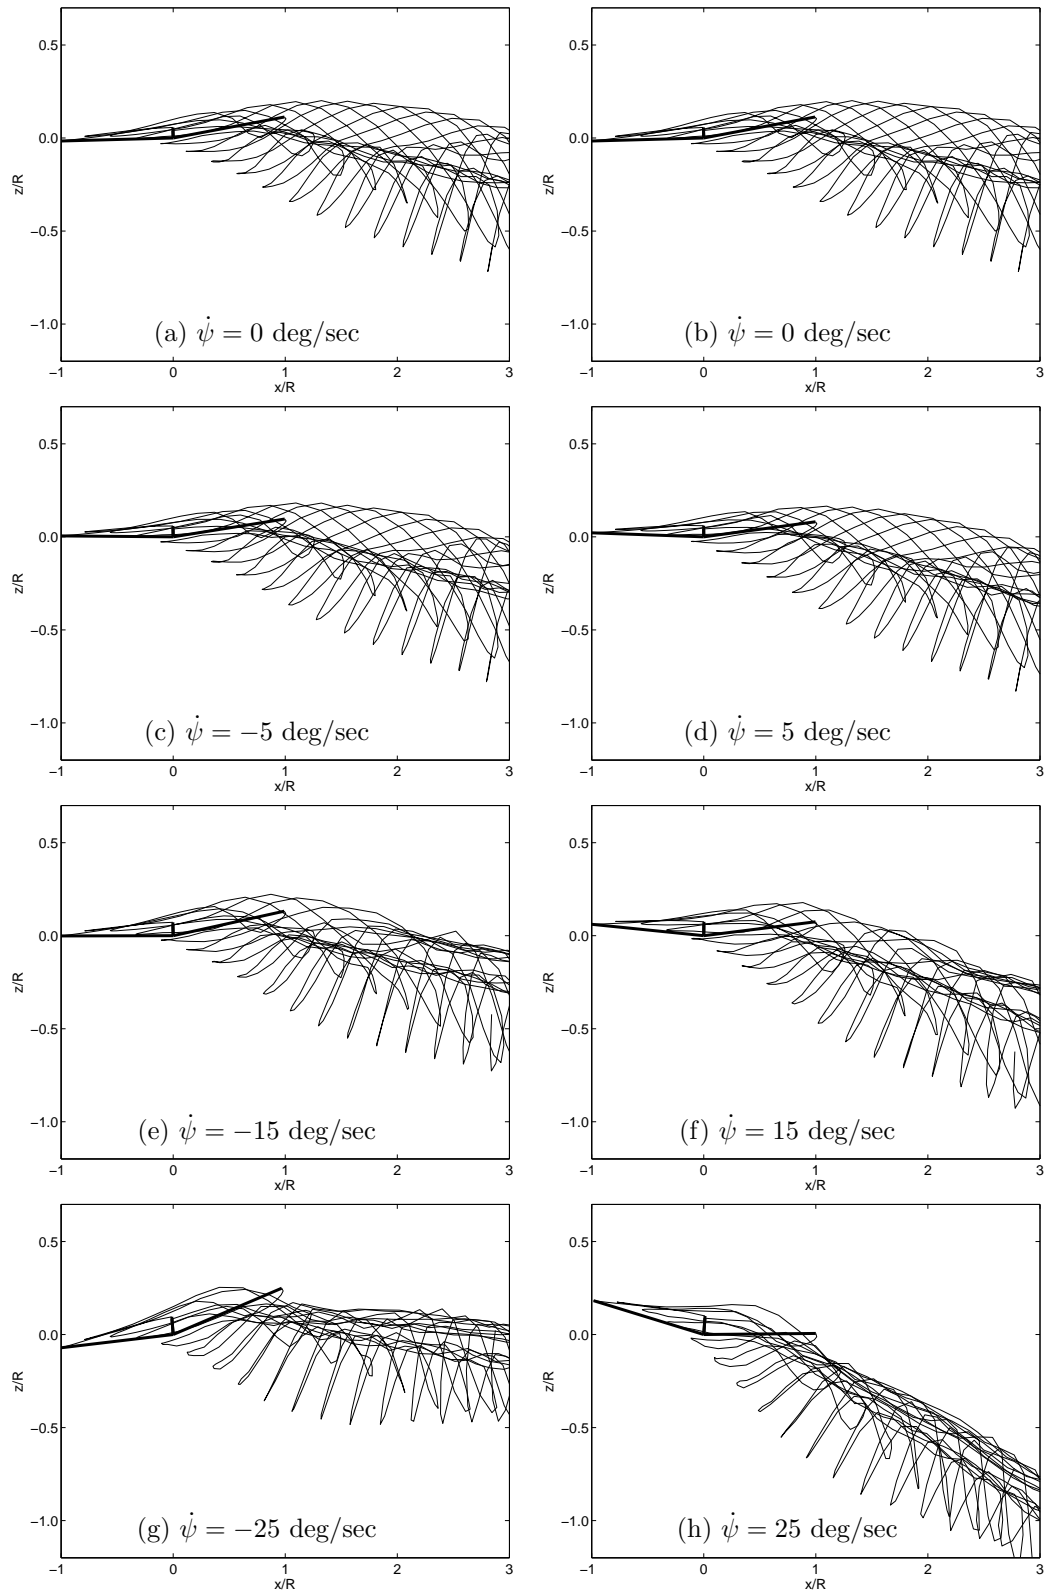 0.5
0.0
−0.5
−1.0
z/R
(a) ψ̇ = 0 deg/sec
−1 0 1 2 3
x/R
0.5
0.0
−0.5
−1.0
z/R
(b) ψ̇ = 0 deg/sec
−1 0 1 2 3
x/R
0.5
0.0
−0.5
−1.0
z/R
(c) ψ̇ = −5 deg/sec
−1 0 1 2 3
x/R
0.5
0.0
−0.5
−1.0
z/R
(d) ψ̇ = 5 deg/sec
−1 0 1 2 3
x/R
0.5
0.0
−0.5
−1.0
z/R
(e) ψ̇ = −15 deg/sec
−1 0 1 2 3
x/R
0.5
0.0
−0.5
−1.0
z/R
(f) ψ̇ = 15 deg/sec
−1 0 1 2 3
x/R
0.5
0.0
−0.5
−1.0
z/R
(g) ψ̇ = −25 deg/sec
−1 0 1 2 3
x/R
0.5
0.0
−0.5
−1.0
z/R
(h) ψ̇ = 25 deg/sec
−1 0 1 2 3
x/R